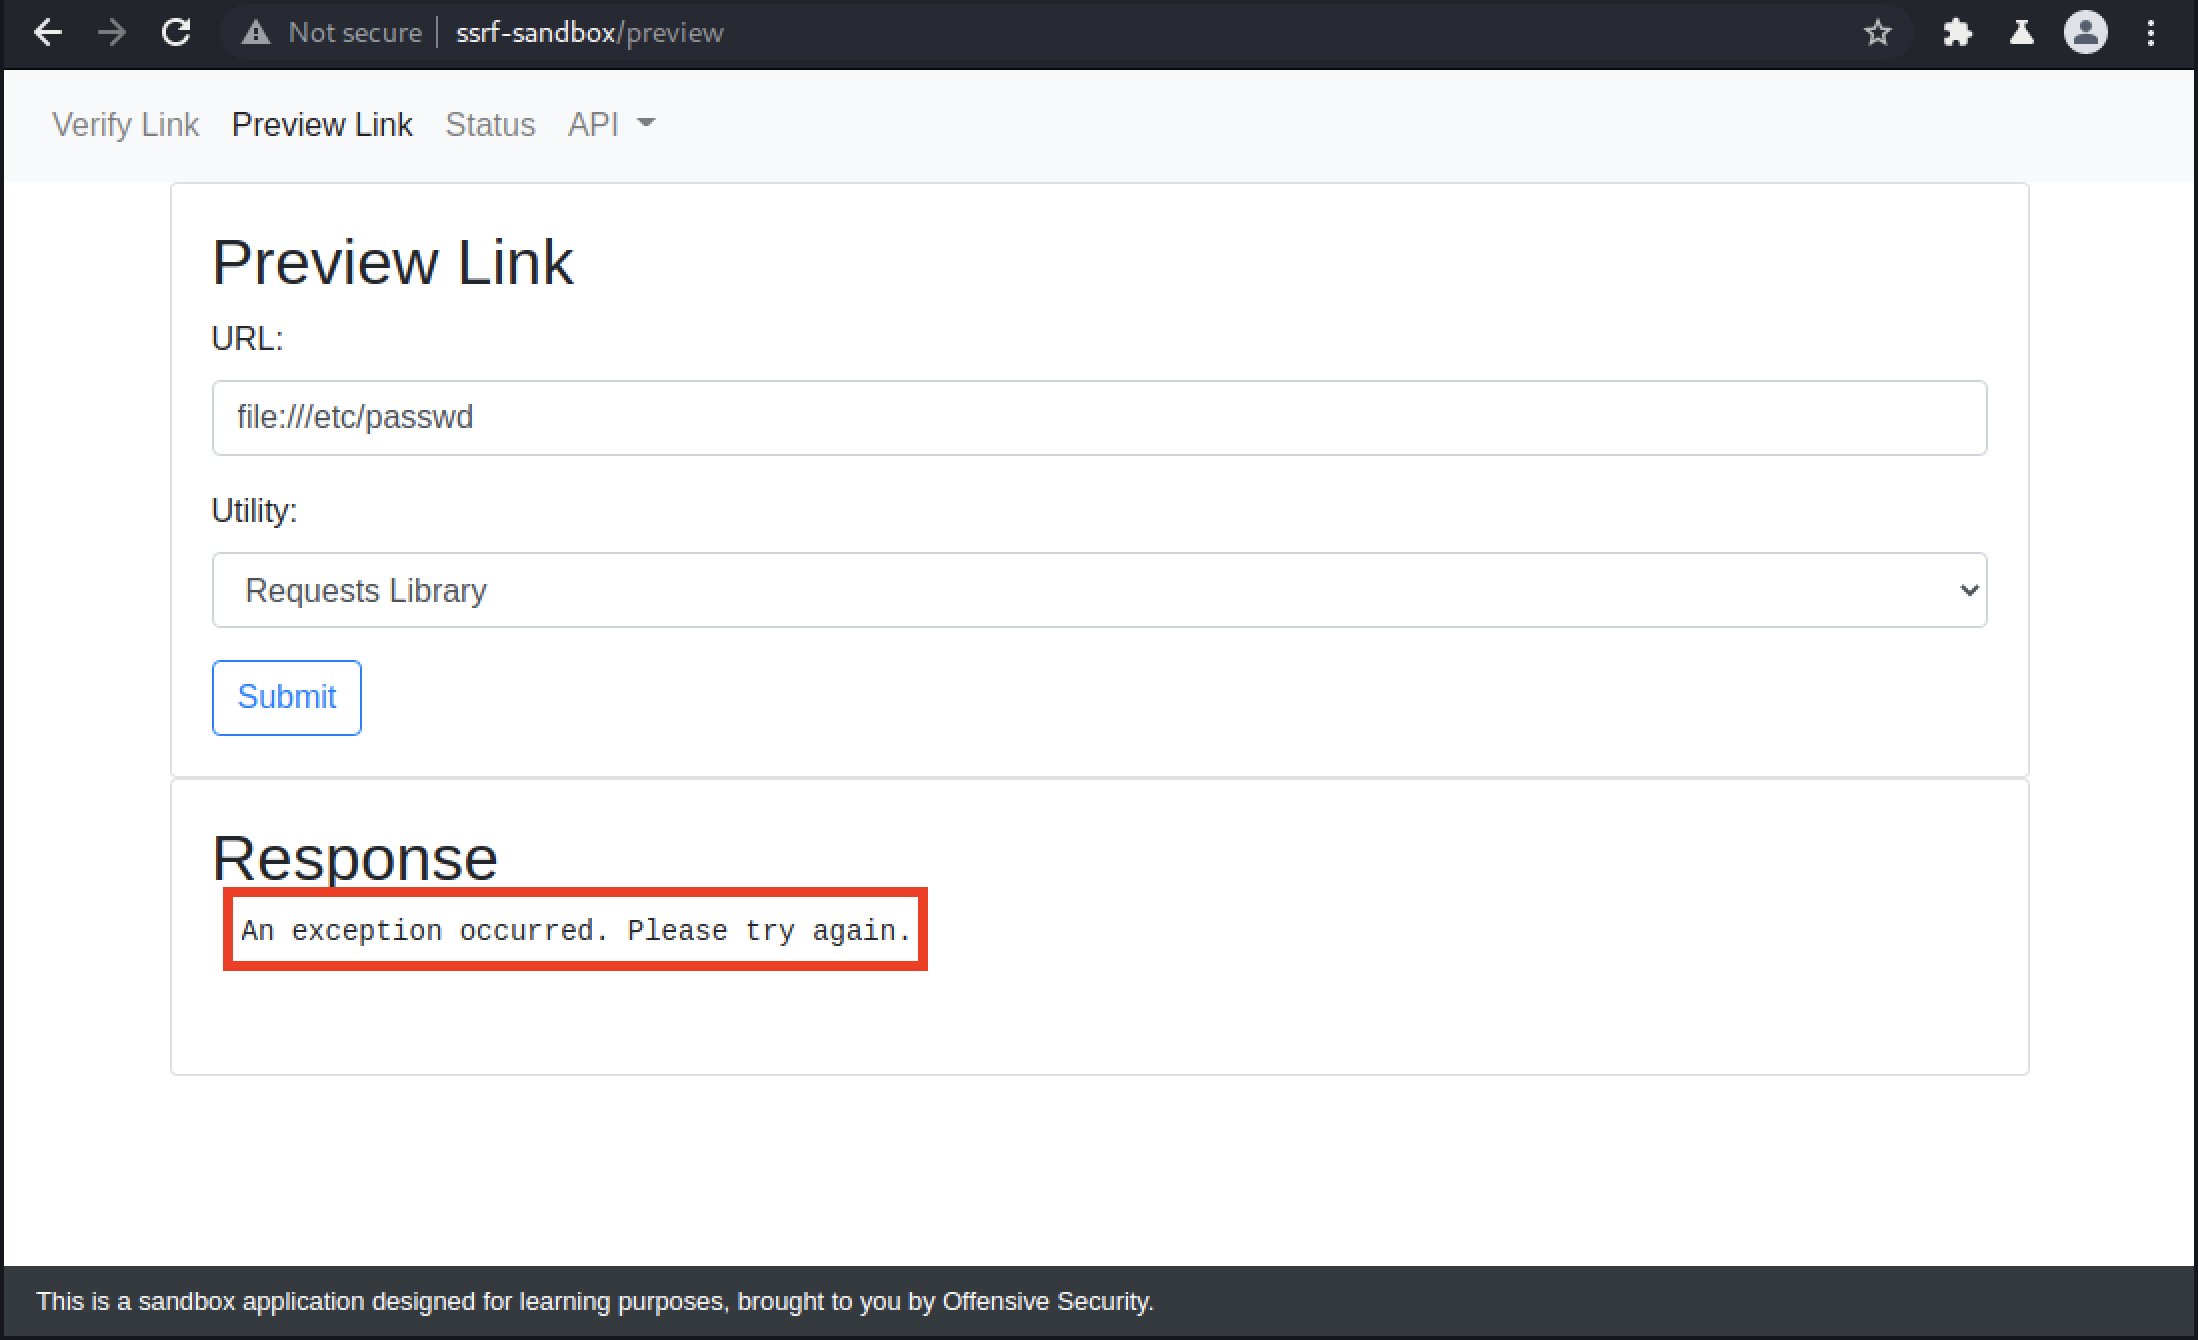 Not secure ssrf-sandbox/preview
Verify Link Preview Link Status API
Preview Link
URL:
file:///etc/passwd
Utility:
Requests Library
Submit
Response
An exception occurred. Please try again.
This is a sandbox application designed for learning purposes, brought to you by Offensive Security.